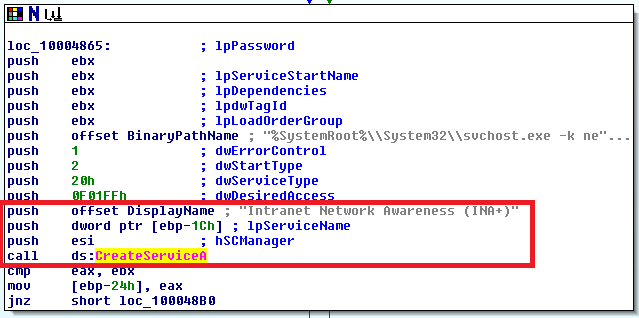 loc_10004865: ; lpPassword
push ebx
push ebx ; lpServiceStartName
push ebx ; lpDependencies
push ebx ; lpdwTagId
push ebx ; lpLoadOrderGroup
push offset BinaryPathName ; "%SystemRoot%\\System32\\svchost.exe -k ne"...
push 1 ; dwErrorControl
push 2 ; dwStartType
push 20h ; dwServiceType
push 0F01FFh ; dwDesiredAccess
push offset DisplayName ; "Intranet Network Awareness (INA+)"
push dword ptr [ebp-1Ch] ; lpServiceName
push esi ; hSCManager
call ds:CreateServiceA
cmp eax, ebx
mov [ebp-24h], eax
jnz short loc_100048B0